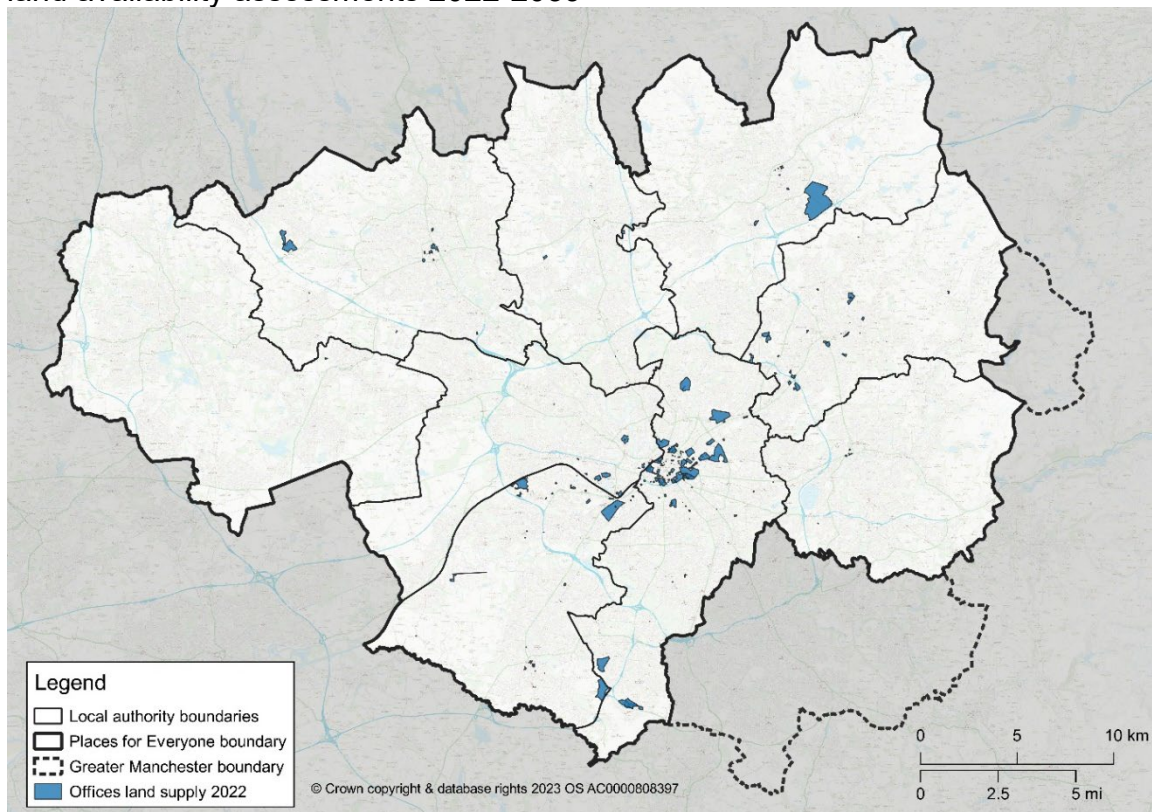 land availability assessments 2022-2039
Legend
Local authority boundaries
Places for Everyone boundary
Greater Manchester boundary
Offices land supply 2022
© Crown copyright & database rights 2023 OS AC0000808397
0 5 10 km
0 2.5 5 mi